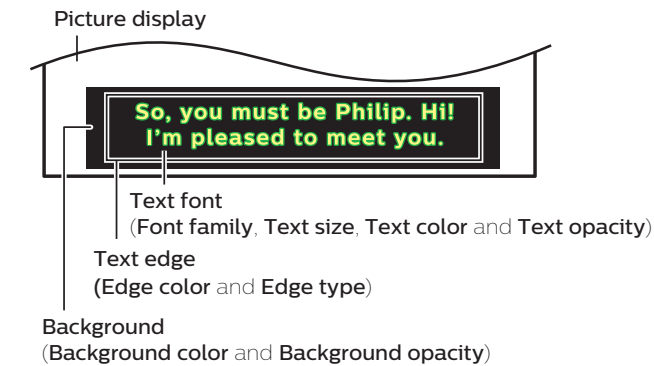 Picture display
So, you must be Philip. Hi!
I'm pleased to meet you.
Text font
(Font family, Text size, Text color and Text opacity)
Text edge
(Edge color and Edge type)
Background
(Background color and Background opacity)